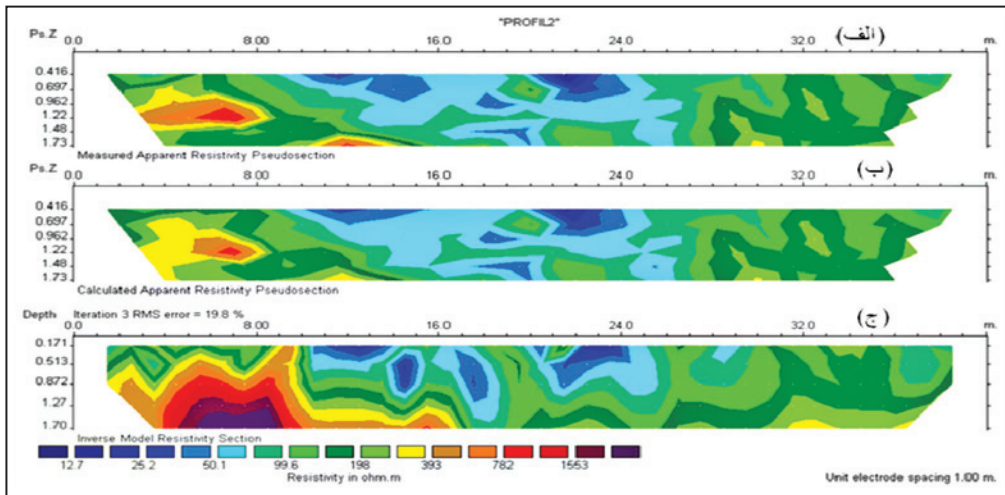 "PROFIL2"
Ps.Z 0.0 8.00 16.0 24.0 32.0 m.
(الف)
0.416
0.697
0.962
1.22
1.48
1.73
Measured Apparent Resistivity Pseudosection
Ps.Z 0.0 8.00 16.0 24.0 32.0 m.
(ب)
0.416
0.697
0.962
1.22
1.48
1.73
Calculated Apparent Resistivity Pseudosection
Depth Iteration 3 RMS error = 19.8 %
0.0 8.00 16.0 24.0 32.0 m.
(ج)
0.171
0.513
0.872
1.27
1.70
Inverse Model Resistivity Section
12.7 25.2 50.1 99.6 198 393 782 1553
Resistivity in ohm.m
Unit electrode spacing 1.00 m.